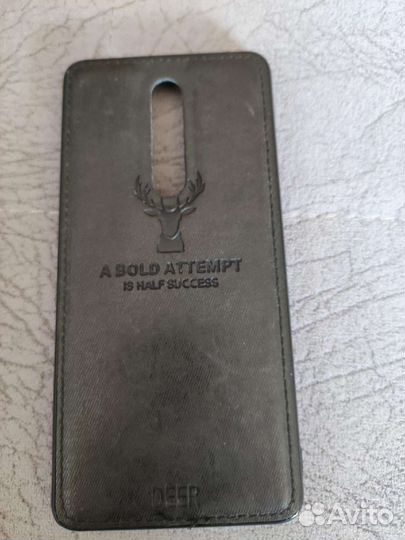 A BOLD ATTEMPT
IS HALF SUCCESS
DEER
Avito